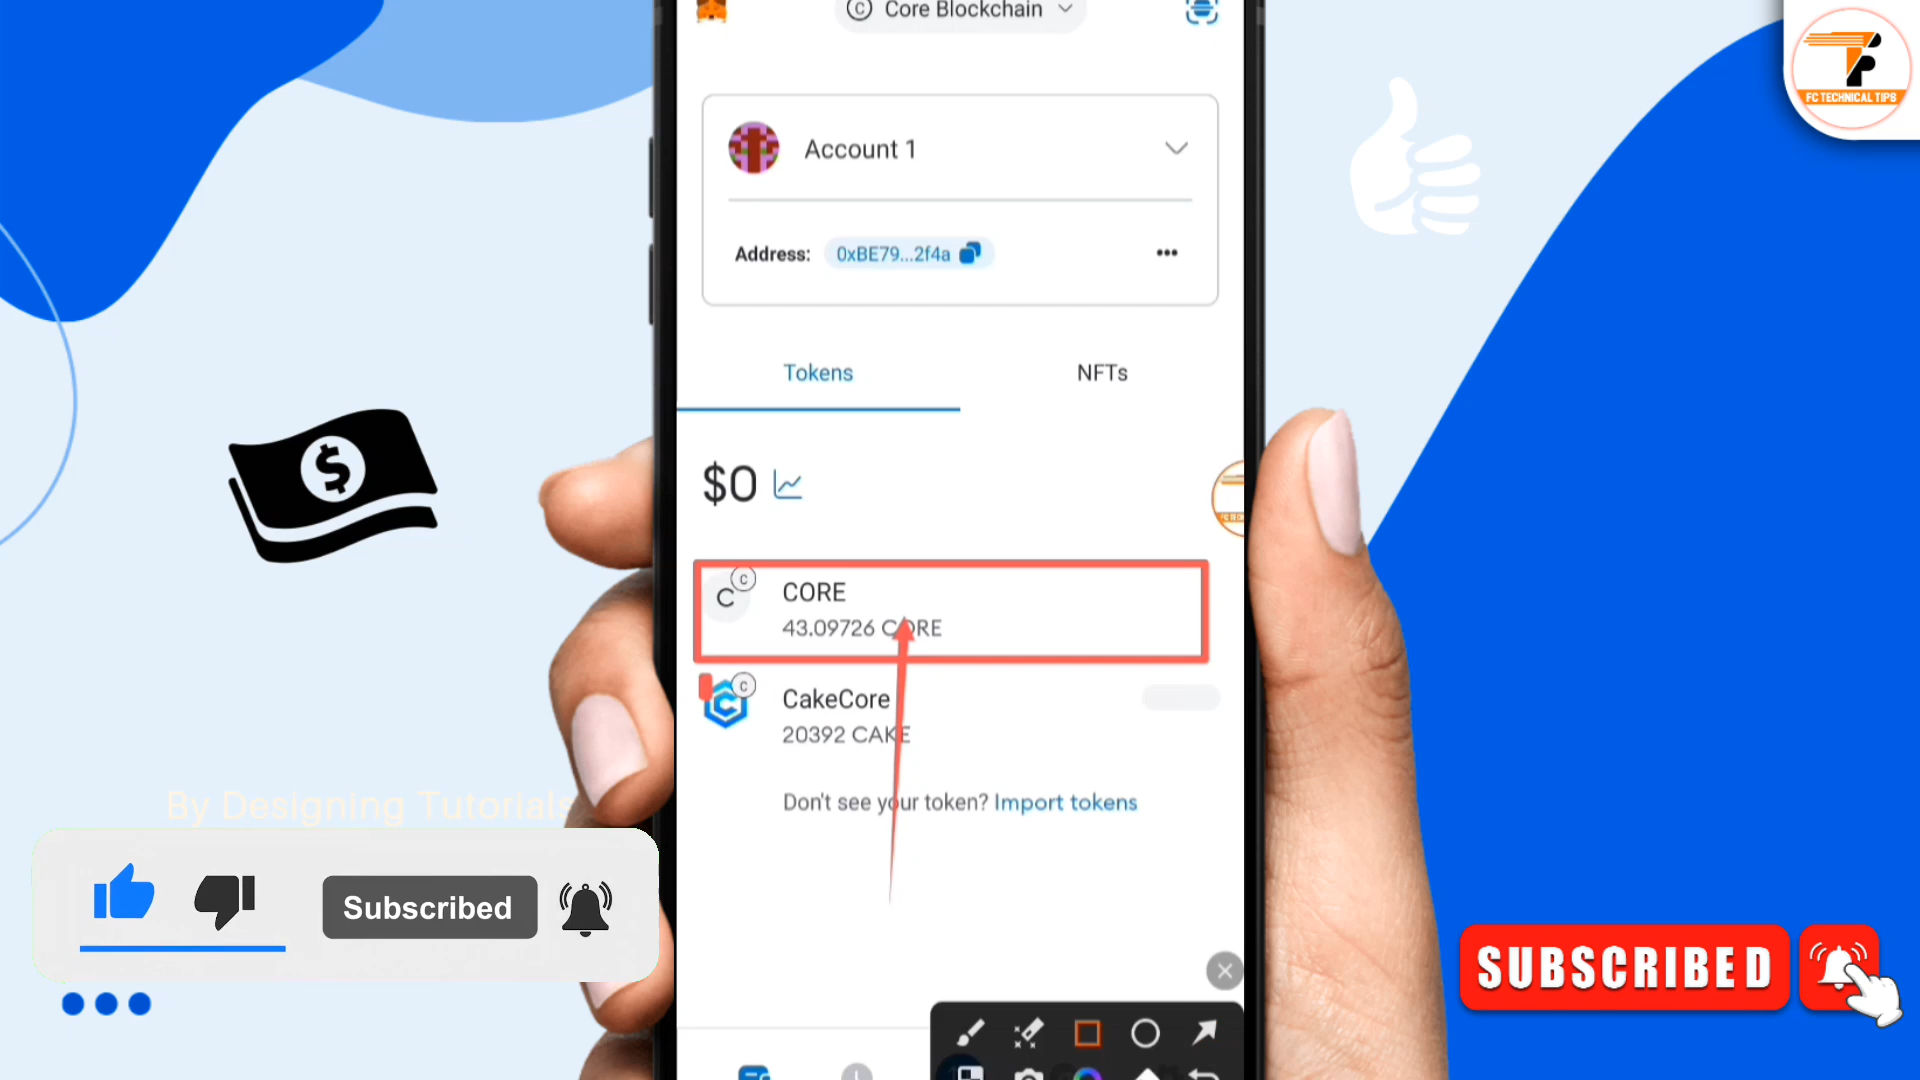 Core Blockchain
FC TECHNICAL TIPS
Account 1
Address: 0xBE79...2f4a
Tokens
NFTs
$0
CORE
43.09726 CORE
CakeCore
20392 CAKE
Don't see your token? Import tokens
By Designing Tutorials
Subscribed
SUBSCRIBED